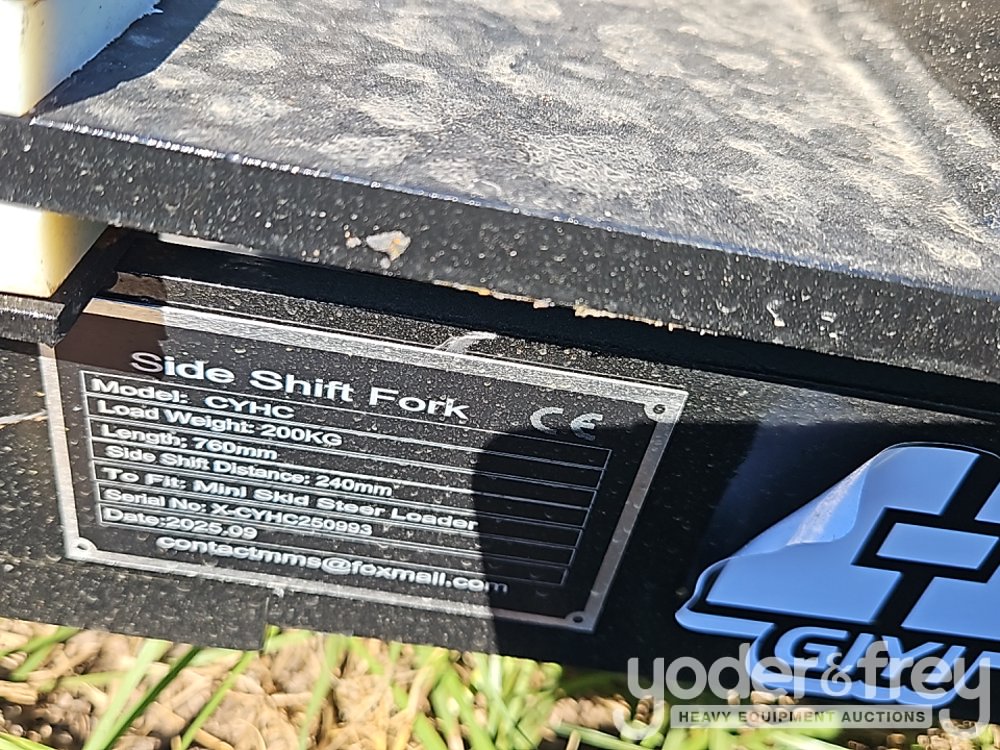 Side Shift Fork
CE
Model: CYHC
Load Weight: 200KG
Length: 760mm
Side Shift Distance: 240mm
To Fit: Mini Skid Steer Loader
Serial No: X-CYHC250993
Date:2025.09
contactmms@foxmail.com
GIYI
yoder&frey
HEAVY EQUIPMENT AUCTIONS